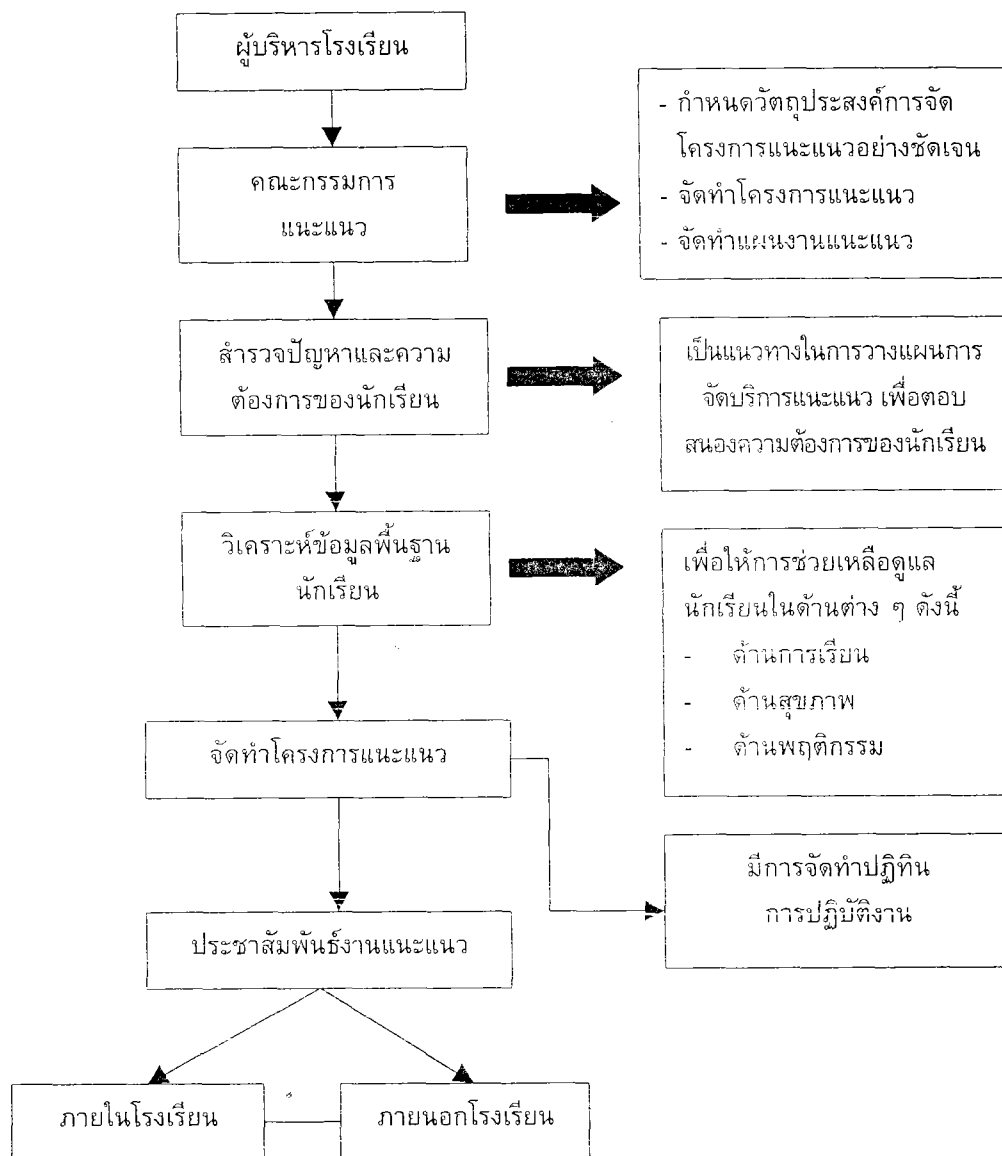 ผู้บริหารโรงเรียน
คณะกรรมการ
แนะแนว
- กำหนดวัตถุประสงค์การจัด
โครงการแนะแนวอย่างชัดเจน
- จัดทำโครงการแนะแนว
- จัดทำแผนงานแนะแนว
สำรวจปัญหาและความ
ต้องการของนักเรียน
เป็นแนวทางในการวางแผนการ
จัดบริการแนะแนว เพื่อตอบ
สนองความต้องการของนักเรียน
วิเคราะห์ข้อมูลพื้นฐาน
นักเรียน
เพื่อให้การช่วยเหลือดูแล
นักเรียนในด้านต่าง ๆ ดังนี้
- ด้านการเรียน
- ด้านสุขภาพ
- ด้านพฤติกรรม
จัดทำโครงการแนะแนว
มีการจัดทำปฏิทิน
การปฏิบัติงาน
ประชาสัมพันธ์งานแนะแนว
ภายในโรงเรียน
ภายนอกโรงเรียน